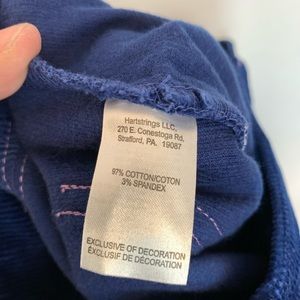 Hartstrings LLC.
270 E. Conestoga Rd,
Strafford, PA. 19087
97% COTTON/COTON
3% SPANDEX
EXCLUSIVE OF DECORATION
EXCLUSIF DE DÉCORATION